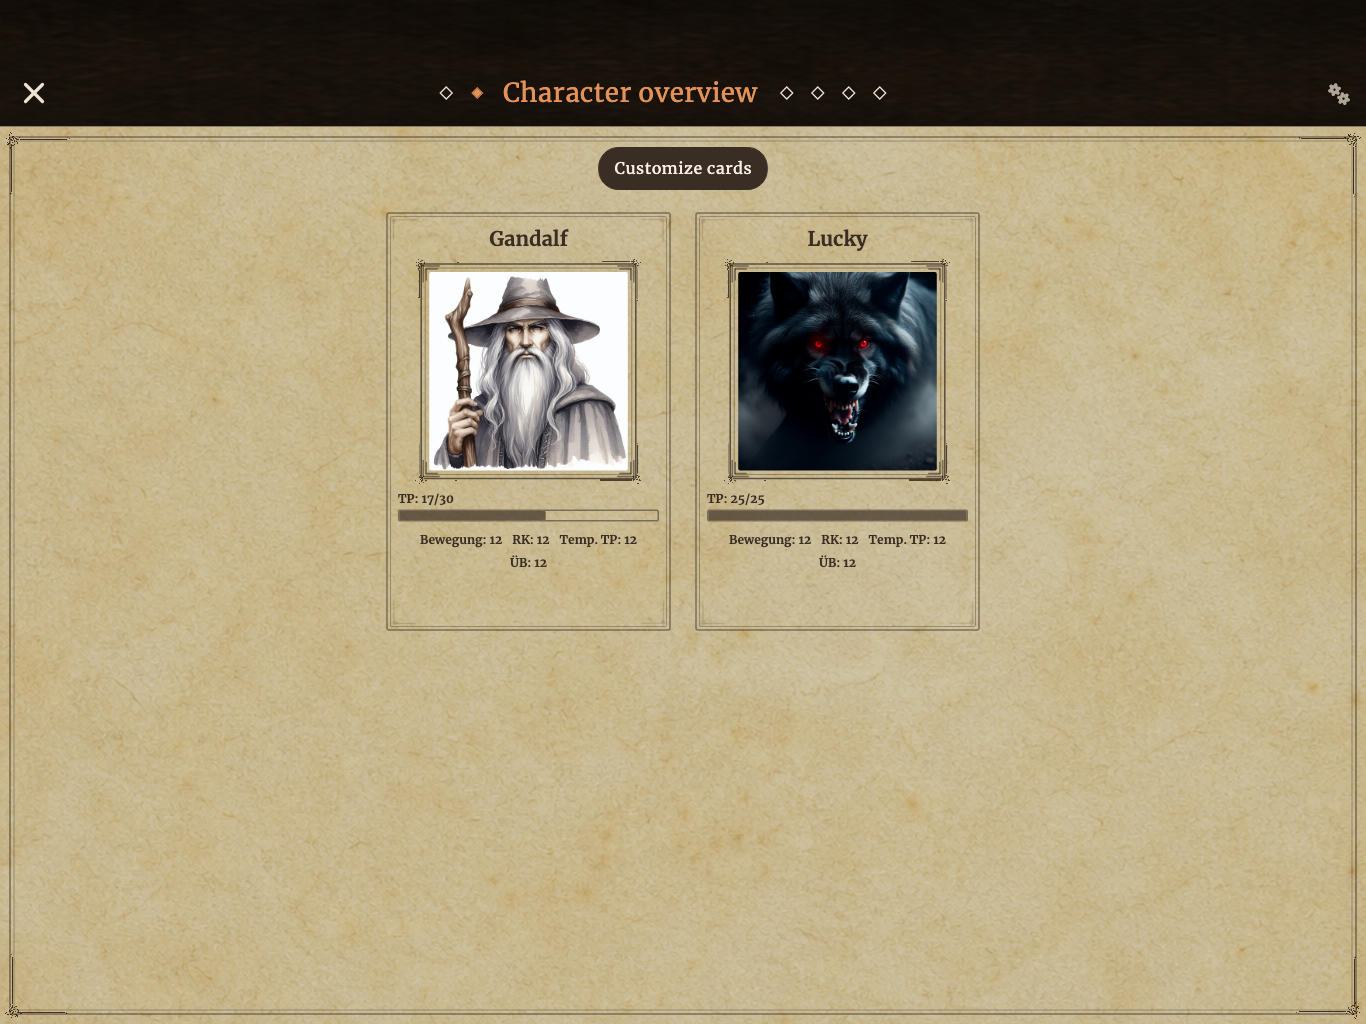 Character overview
Customize cards
Gandalf
TP: 17/30
Bewegung: 12 RK: 12 Temp. TP: 12
ÜB: 12
Lucky
TP: 25/25
Bewegung: 12 RK: 12 Temp. TP: 12
ÜB: 12